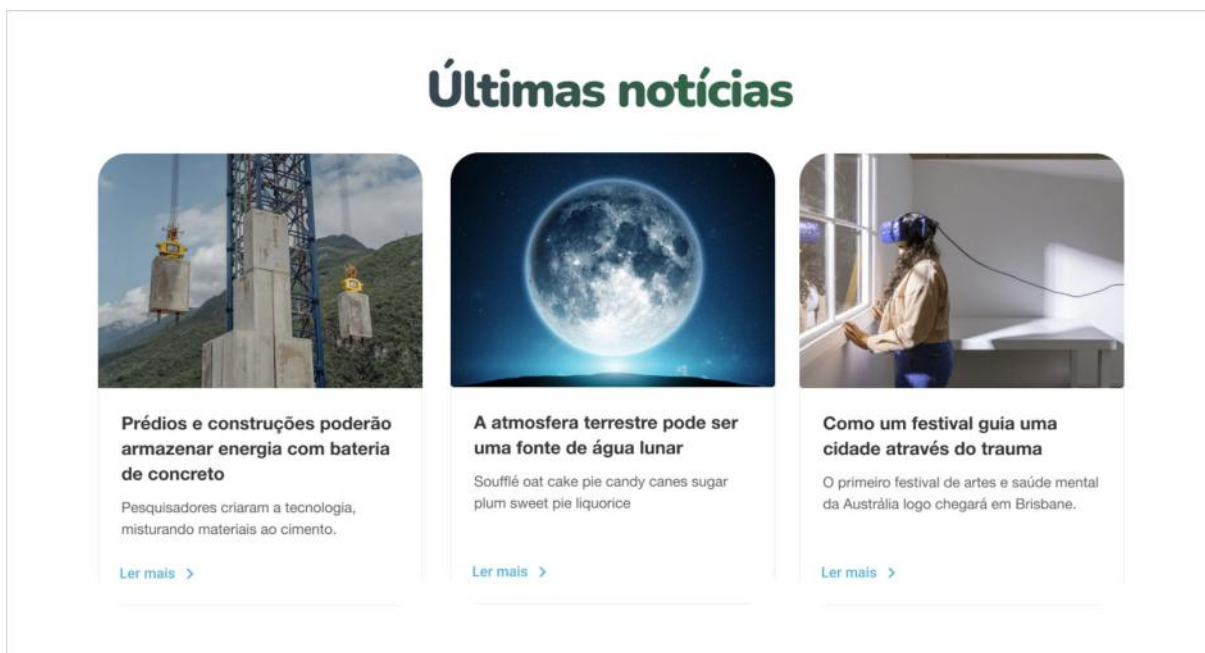 Últimas notícias
Prédios e construções poderão
armazenar energia com bateria
de concreto
Pesquisadores criaram a tecnologia,
misturando materiais ao cimento.
Ler mais
A atmosfera terrestre pode ser
uma fonte de água lunar
Soufflé oat cake pie candy canes sugar
plum sweet pie liquorice
Ler mais
Como um festival guia uma
cidade através do trauma
O primeiro festival de artes e saúde mental
da Austrália logo chegará em Brisbane.
Ler mais